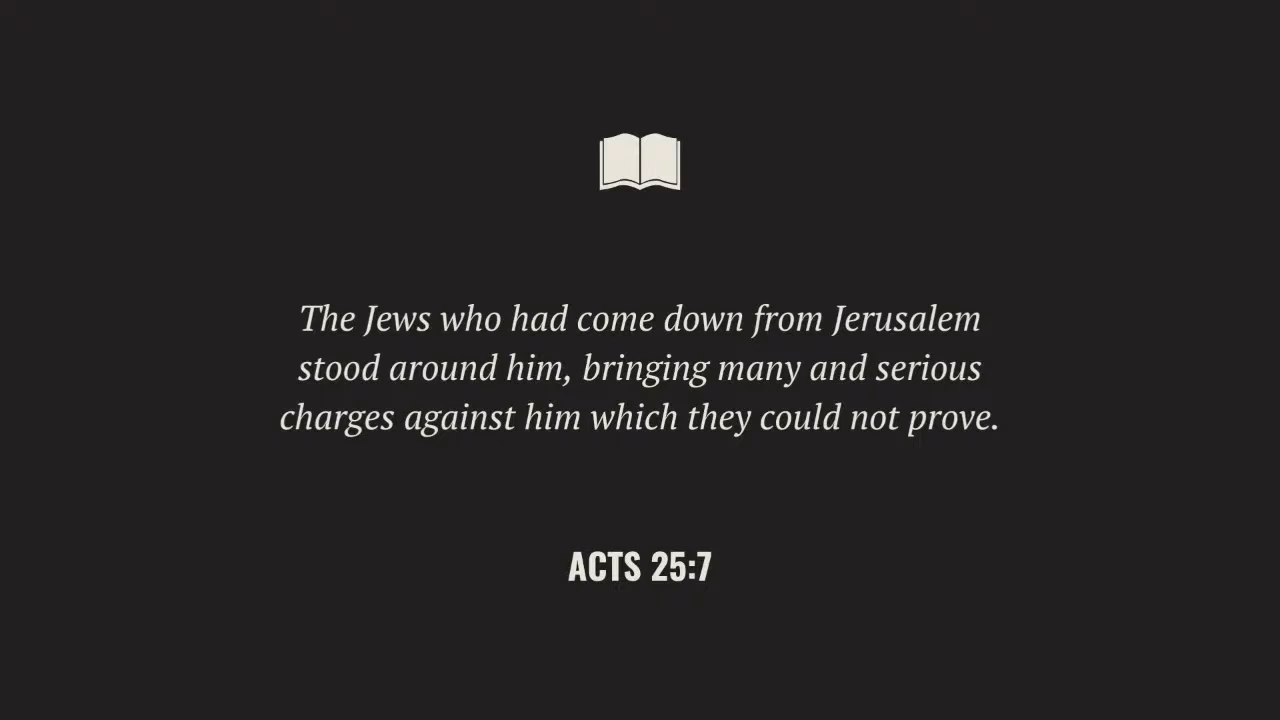 The Jews who had come down from Jerusalem
stood around him, bringing many and serious
charges against him which they could not prove.
ACTS 25:7